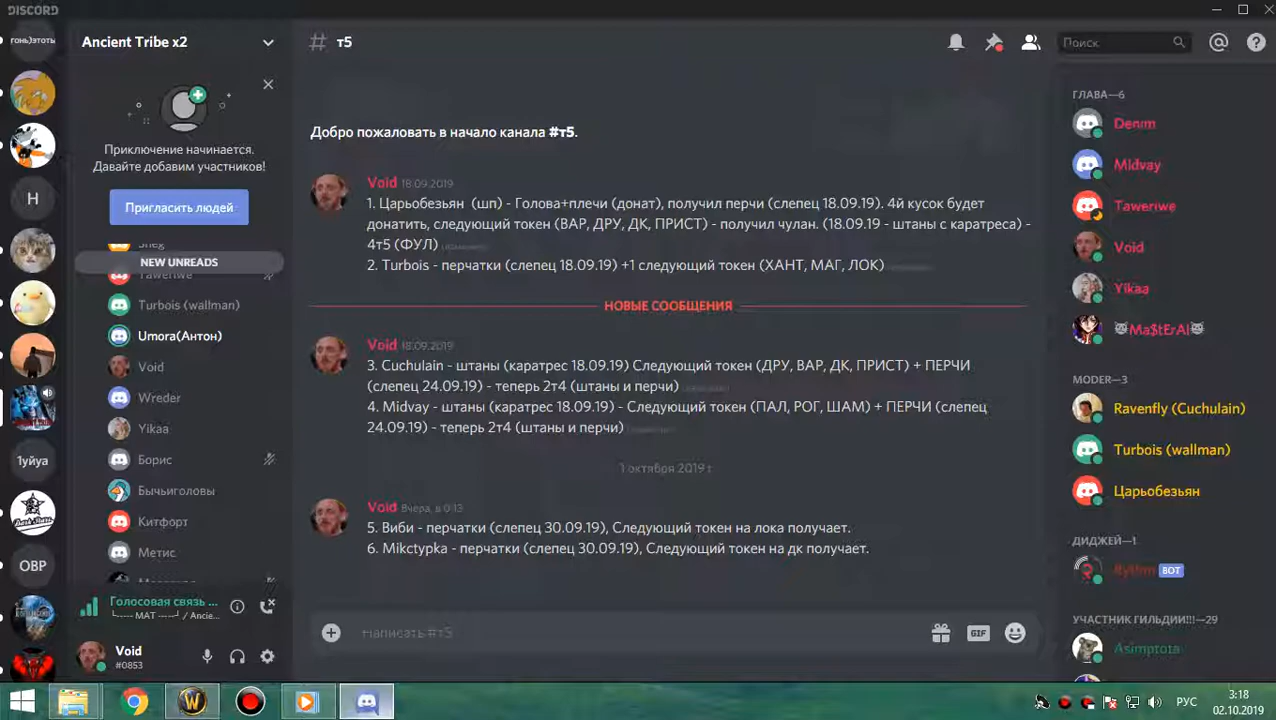 DISCORD
Ancient Tribe x2
# т5
Поиск
Приключение начинается.
Давайте добавим участников!
Пригласить людей
NEW UNREADS
Turbois (wallman)
Umora(Антон)
Void
Wreder
Yikaa
Борис
Бычьиголовы
Китфорт
Метис
Голосовая связь ...
Void
#0853
Н
1уйуа
ОВР
Добро пожаловать в начало канала #т5.
Void 18.09.2019
1. Царьобезьян (шп) - Голова+плечи (донат), получил перчи (слепец 18.09.19). 4й кусок будет
донатить, следующий токен (ВАР, ДРУ, ДК, ПРИСТ) - получил чулан. (18.09.19 - штаны с каратреса) -
4т5 (ФУЛ)
2. Turbois - перчатки (слепец 18.09.19) +1 следующий токен (ХАНТ, МАГ, ЛОК)
НОВЫЕ СООБЩЕНИЯ
Void 18.09.2019
3. Cuchulain - штаны (каратрес 18.09.19) Следующий токен (ДРУ, ВАР, ДК, ПРИСТ) + ПЕРЧИ
(слепец 24.09.19) - теперь 2т4 (штаны и перчи)
4. Midvay - штаны (каратрес 18.09.19) - Следующий токен (ПАЛ, РОГ, ШАМ) + ПЕРЧИ (слепец
24.09.19) - теперь 2т4 (штаны и перчи)
1 октября 2019 г.
Void Вчера, в 0:13
5. Виби - перчатки (слепец 30.09.19), Следующий токен на лока получает.
6. Mikctypka - перчатки (слепец 30.09.19), Следующий токен на дк получает.
Написать #т5
GIF
ГЛАВА—6
Denim
Midvay
Taweriwe
Void
Yikaa
Ma$tErAl
MODER—3
Ravenfly (Cuchulain)
Turbois (wallman)
Царьобезьян
ДИДЖЕЙ—1
Rythm БОТ
УЧАСТНИК ГИЛЬДИИ!!!—29
Asimptota
РУС
3:18
02.10.2019